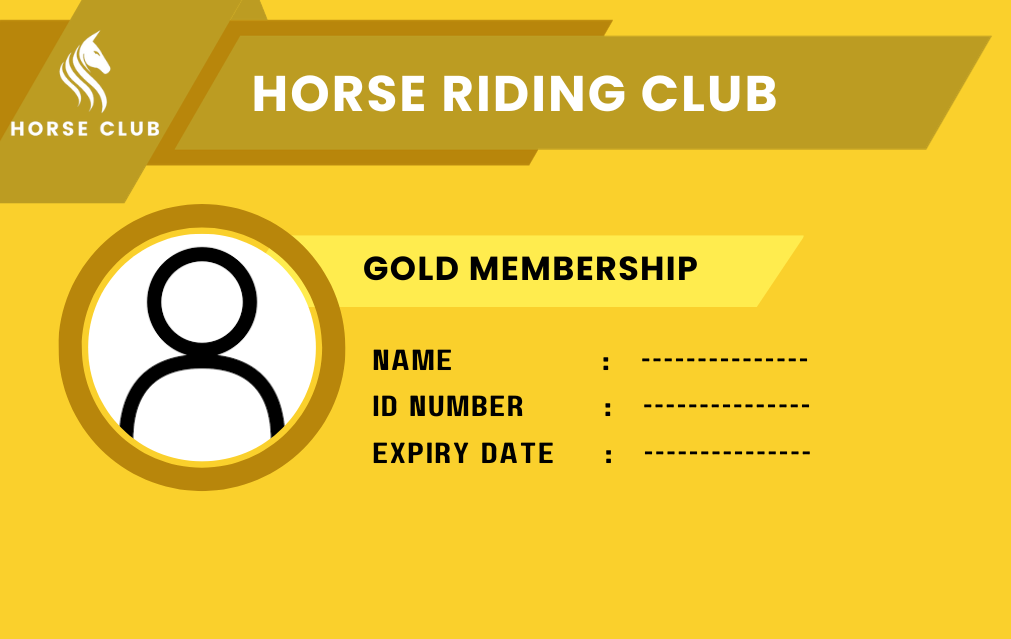 HORSE CLUB
HORSE RIDING CLUB
GOLD MEMBERSHIP
NAME : ---------------
ID NUMBER : ---------------
EXPIRY DATE : ---------------